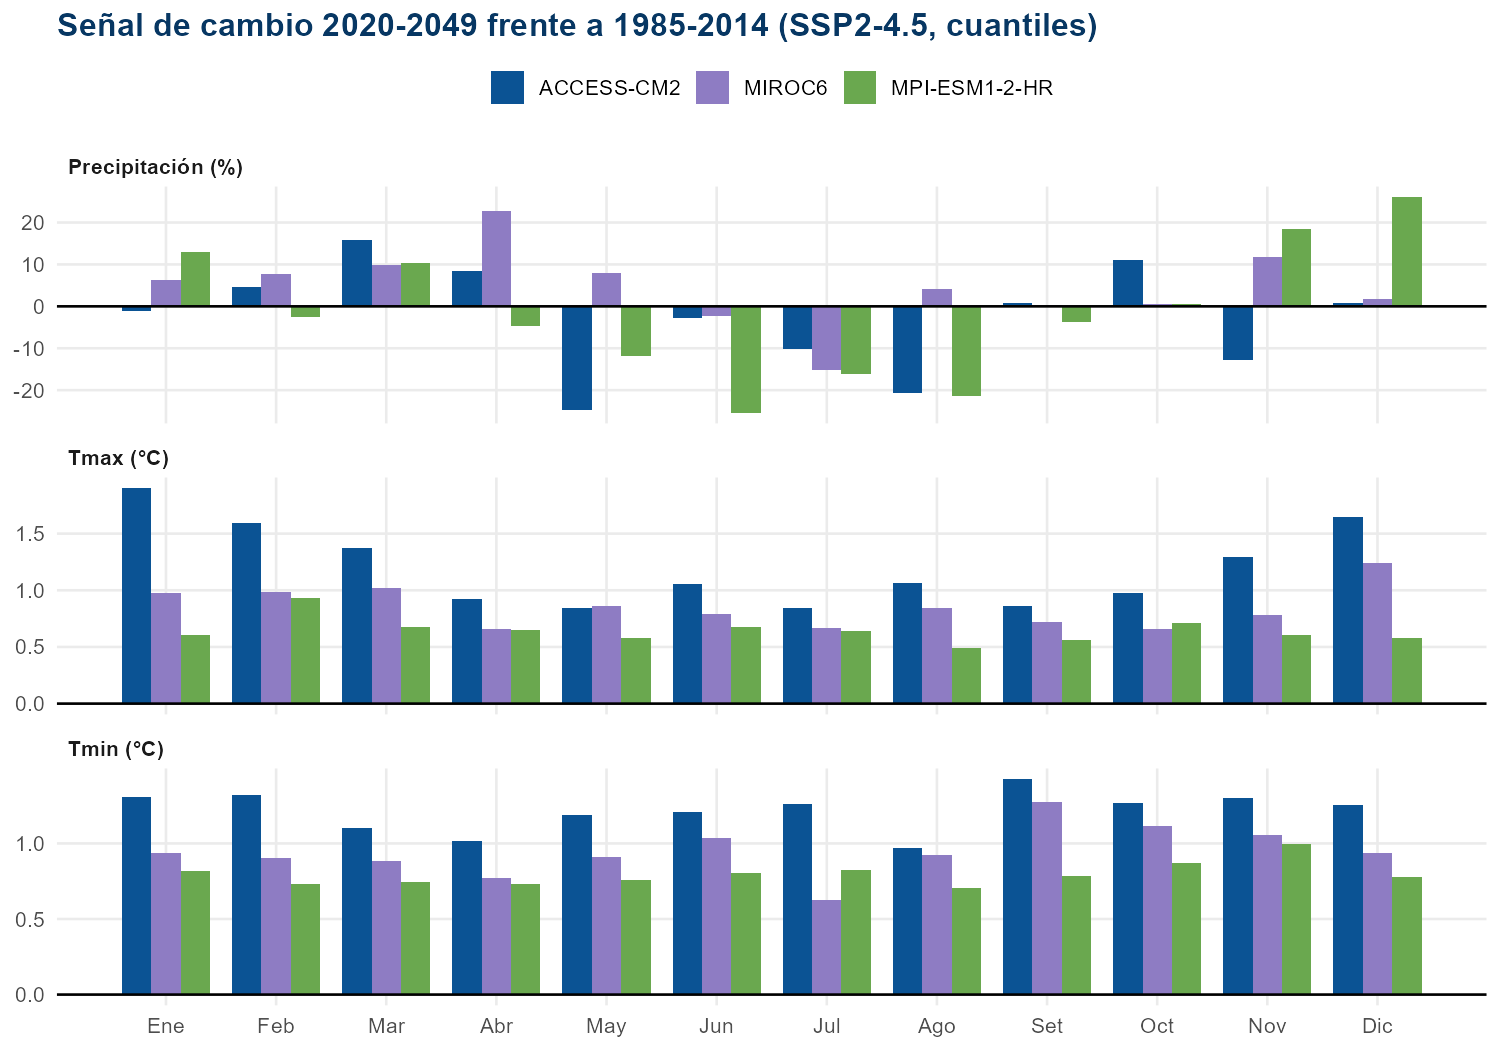 Señal de cambio 2020-2049 frente a 1985-2014 (SSP2-4.5, cuantiles)
ACCESS-CM2 MIROC6 MPI-ESM1-2-HR
Precipitación (%)
20
10
0
-10
-20
Tmax (°C)
1.5
1.0
0.5
0.0
Tmin (°C)
1.0
0.5
0.0
Ene Feb Mar Abr May Jun Jul Ago Set Oct Nov Dic